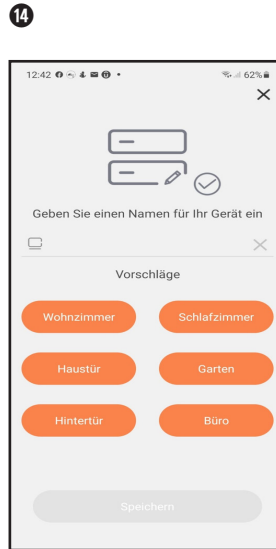 14
12:42 62%
Geben Sie einen Namen für Ihr Gerät ein
Vorschläge
Wohnzimmer Schlafzimmer
Haustür Garten
Hintertür Büro
Speichern